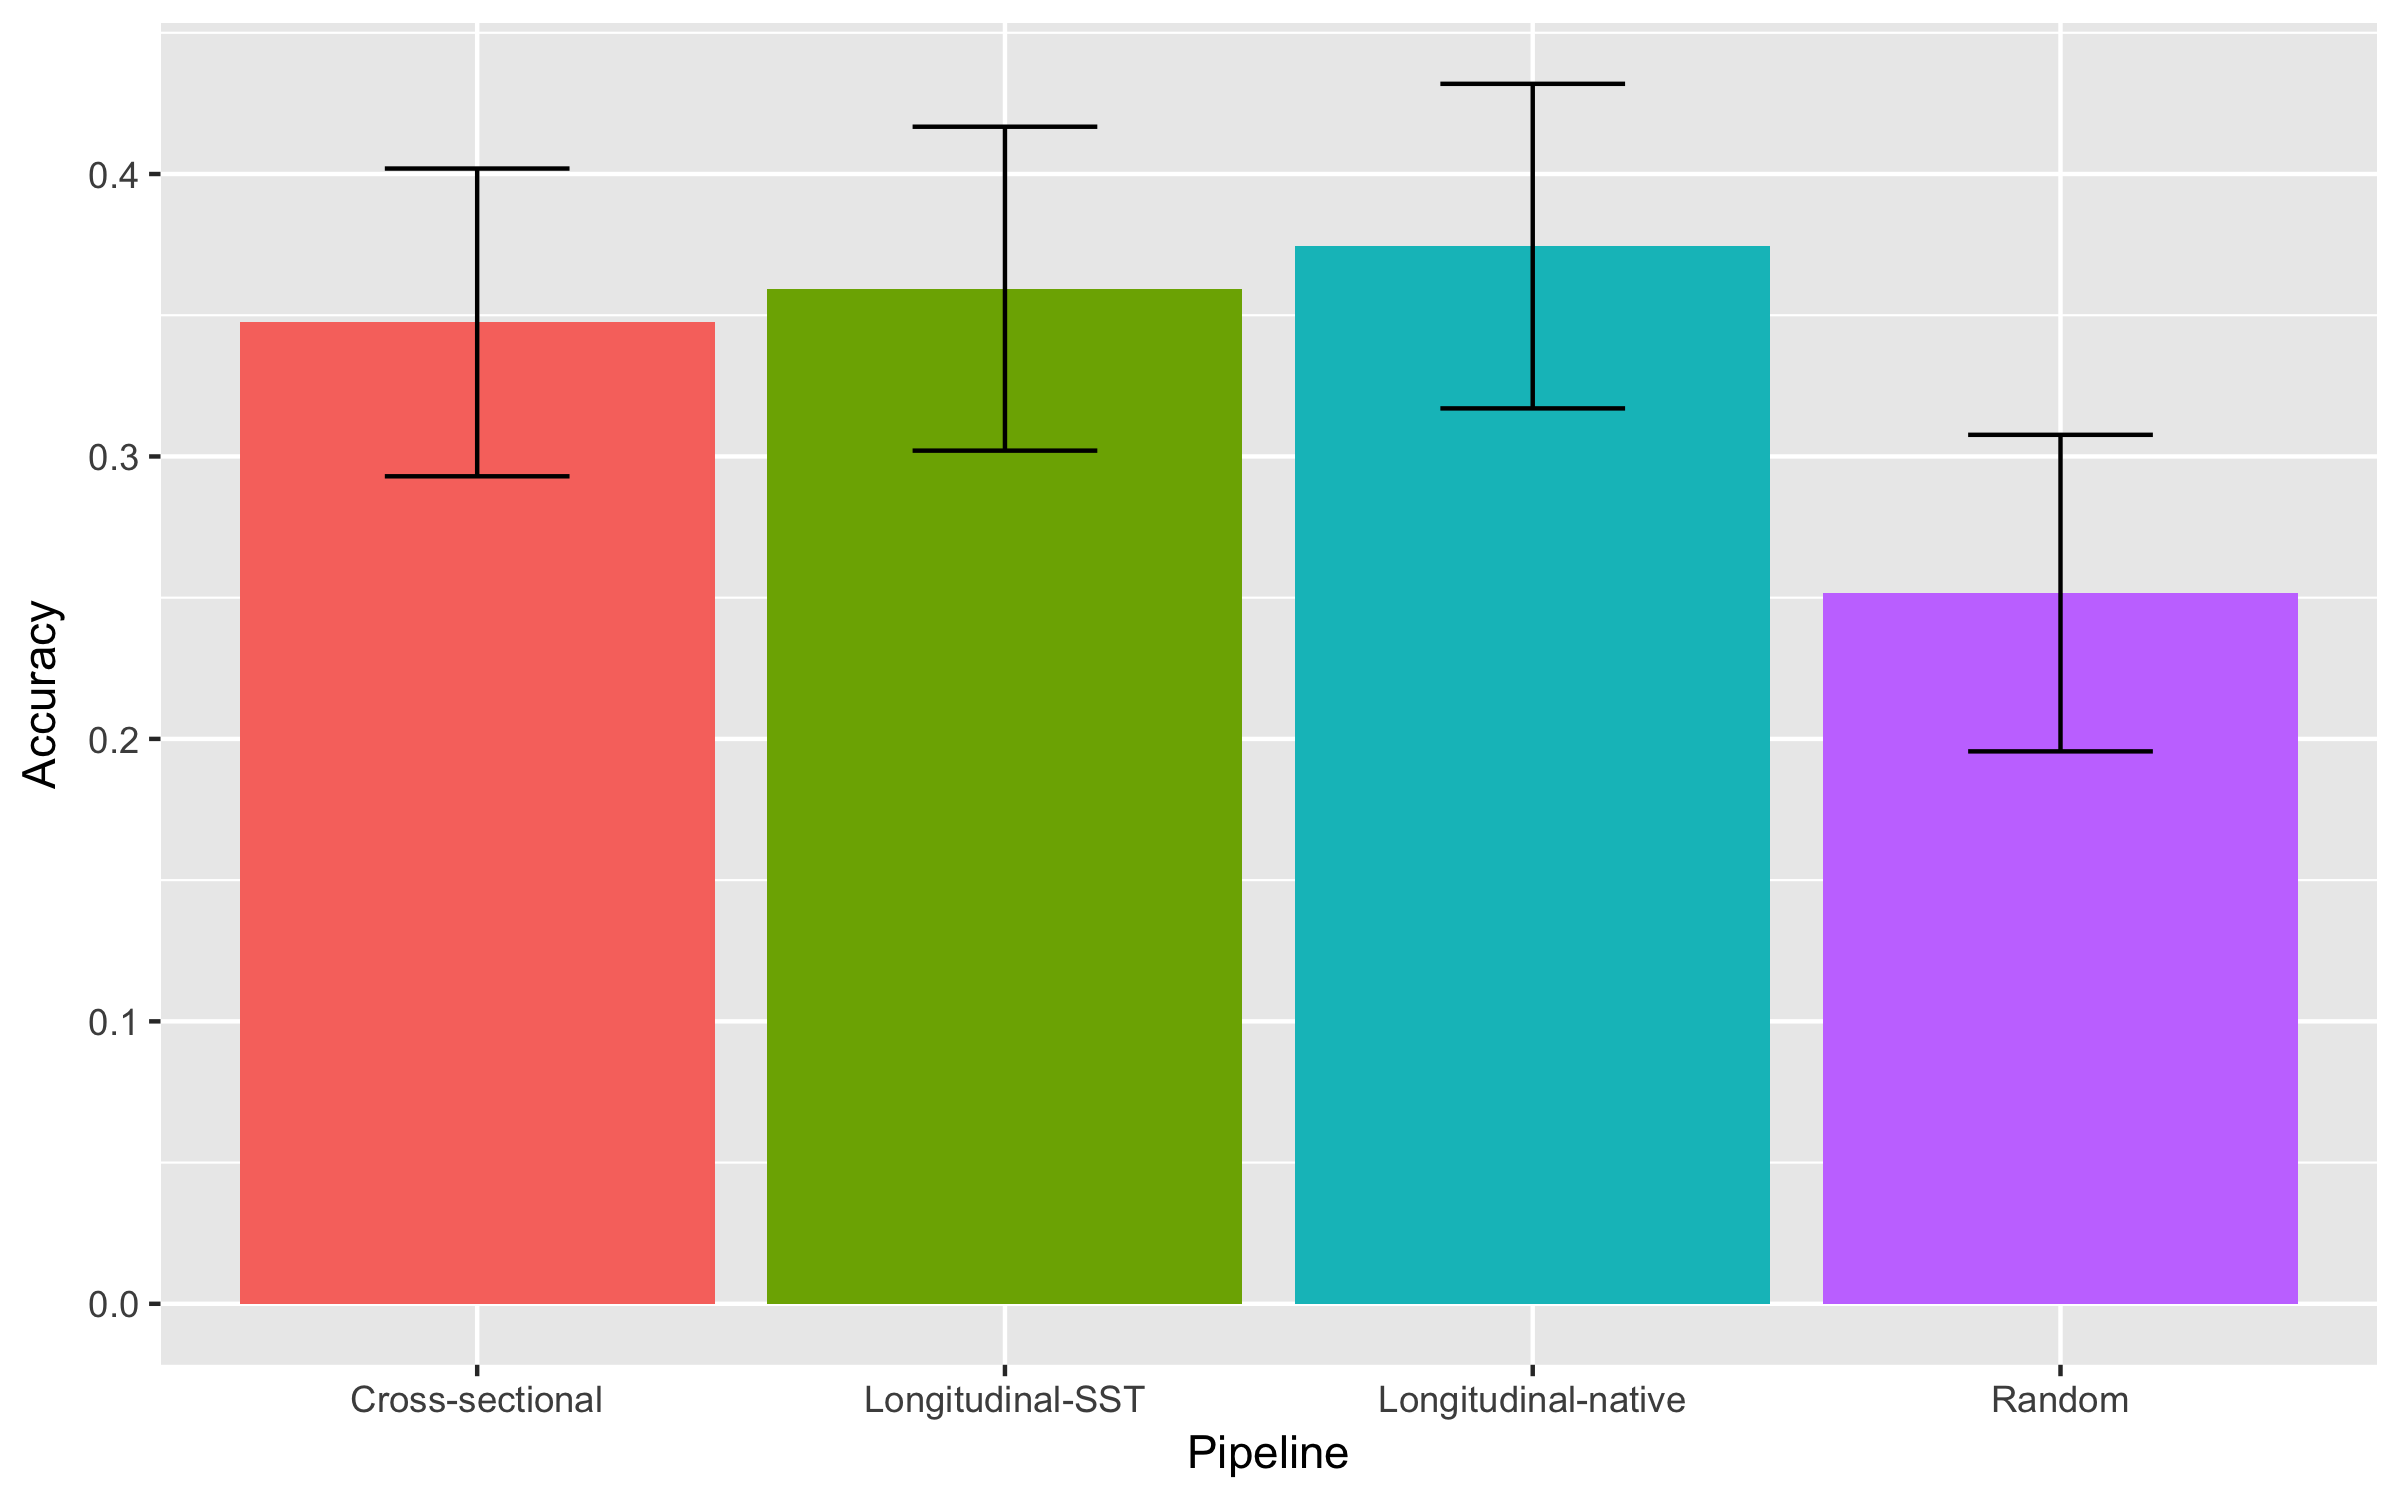 Accuracy
0.4
0.3
0.2
0.1
0.0
Cross-sectional
Longitudinal-SST
Longitudinal-native
Random
Pipeline